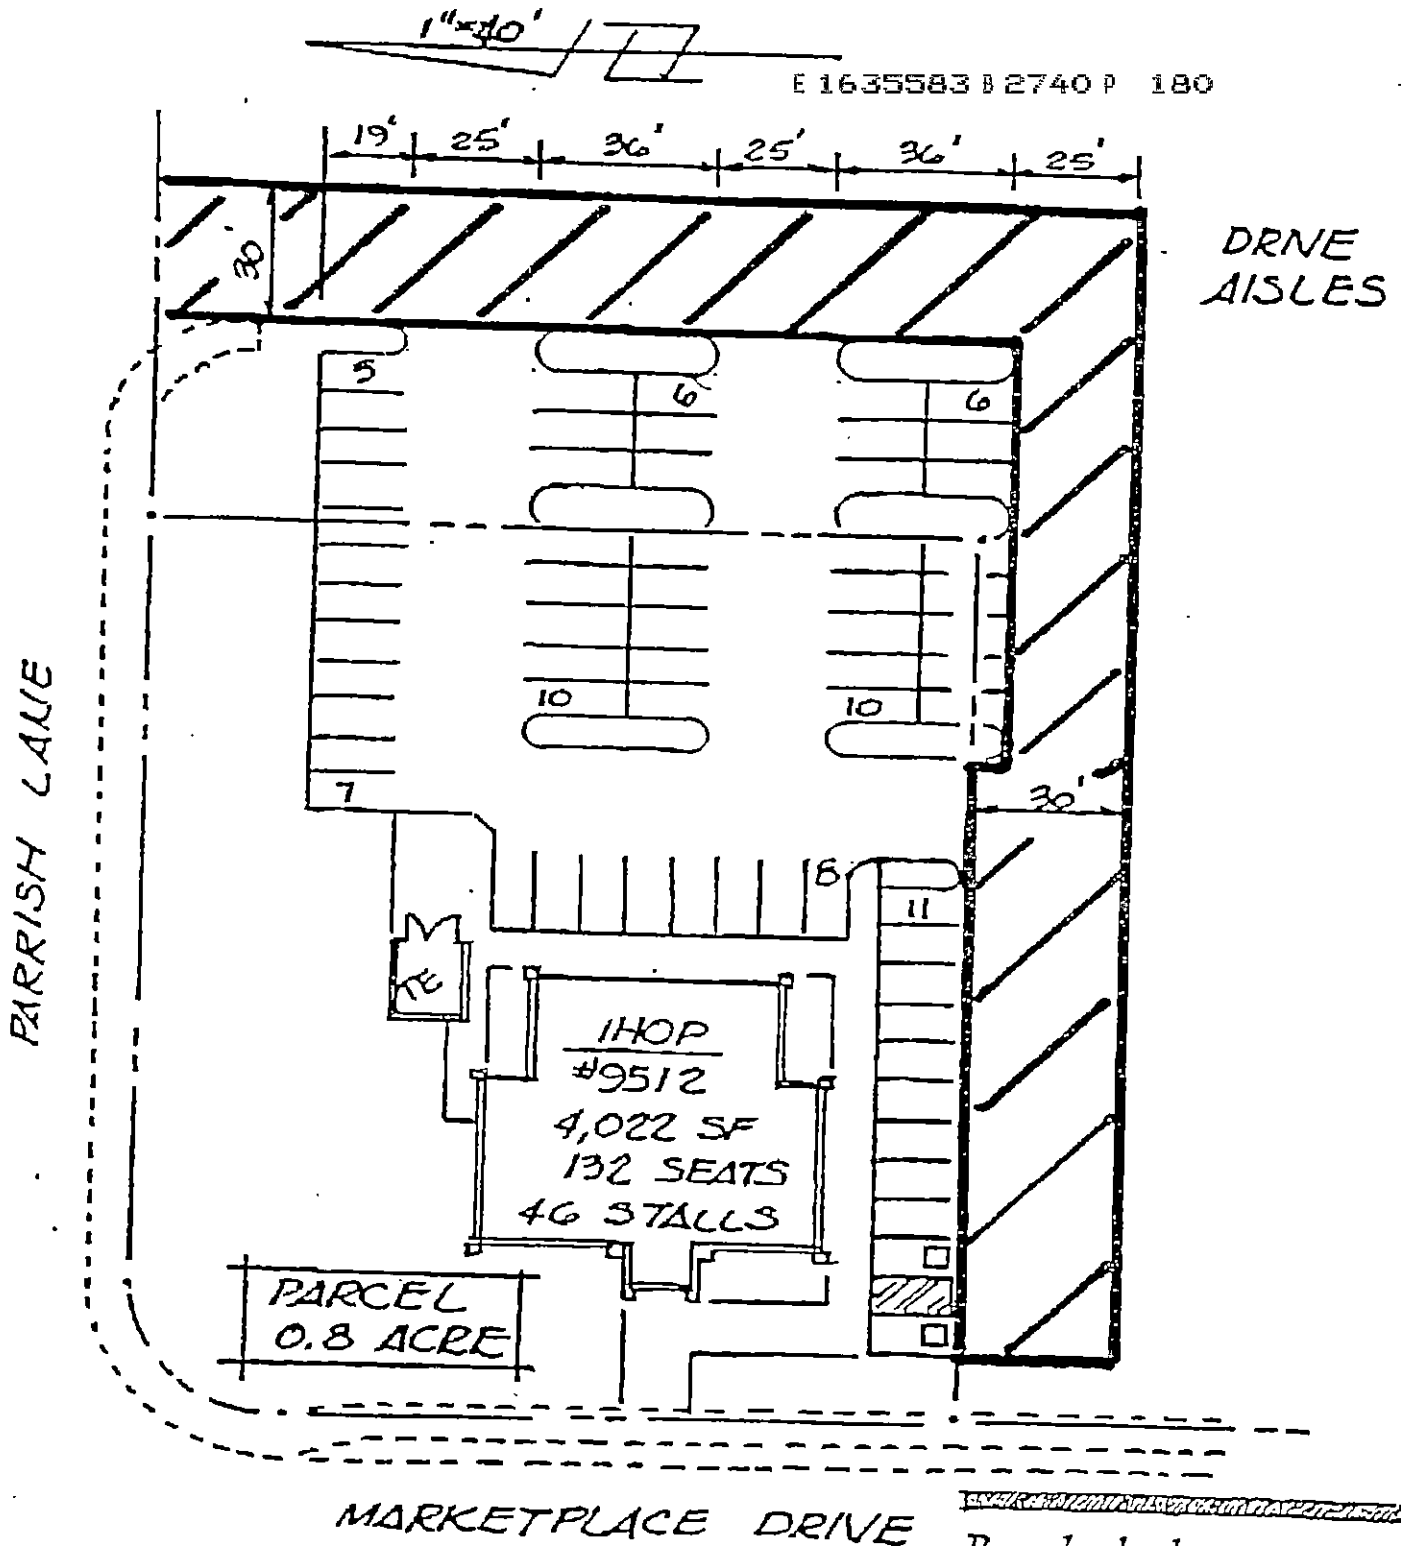 1"=40'
E 1635583 B 2740 P 180
19' 25' 36' 25' 36' 25'
DRIVE
AISLES
30
5
6
6
PARRISH LANE
10
10
7
30'
8
11
TE
IHOP
#9512
4,022 SF
132 SEATS
46 STALLS
PARCEL
0.8 ACRE
MARKETPLACE DRIVE